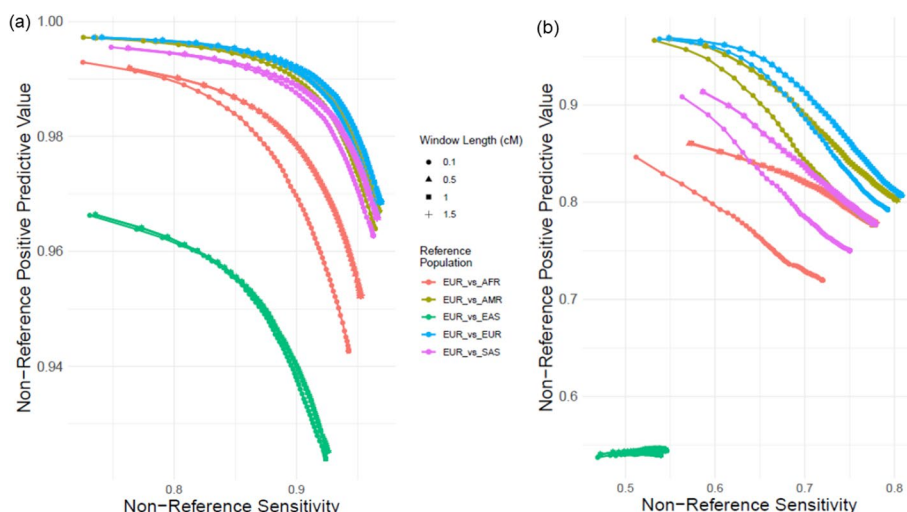 (a)
1.00
0.98
0.96
0.94
Non-Reference Positive Predictive Value
0.8
0.9
Non-Reference Sensitivity
Window Length (cM)
0.1
0.5
1
1.5
Reference
Population
EUR_vs_AFR
EUR_vs_AMR
EUR_vs_EAS
EUR_vs_EUR
EUR_vs_SAS
(b)
0.9
0.8
0.7
0.6
Non-Reference Positive Predictive Value
0.5
0.6
0.7
0.8
Non-Reference Sensitivity